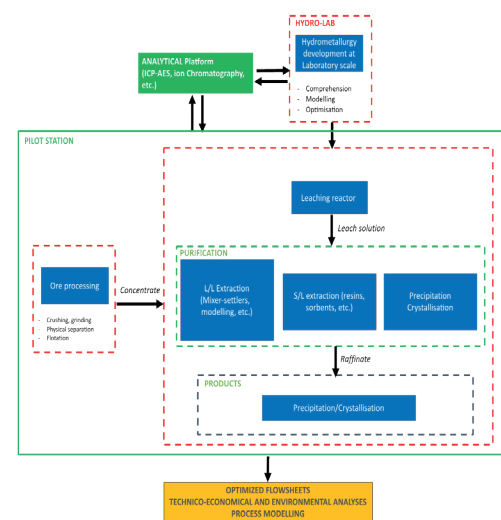 HYDRO-LAB
Hydrometallurgy
development at
Laboratory scale
- Comprehension
- Modelling
- Optimisation
ANALYTICAL Platform
(ICP-AES, ion Chromatography,
etc.)
PILOT STATION
Leaching reactor
Leach solution
PURIFICATION
L/L Extraction
(Mixer-settlers,
modelling, etc.)
S/L extraction (resins,
sorbents, etc.)
Precipitation
Crystallisation
Ore processing
- Crushing, grinding
- Physical separation
- Flotation
Concentrate
Raffinate
PRODUCTS
Precipitation/Crystallisation
OPTIMIZED FLOWSHEETS
TECHNICO-ECONOMICAL AND ENVIRONMENTAL ANALYSES
PROCESS MODELLING